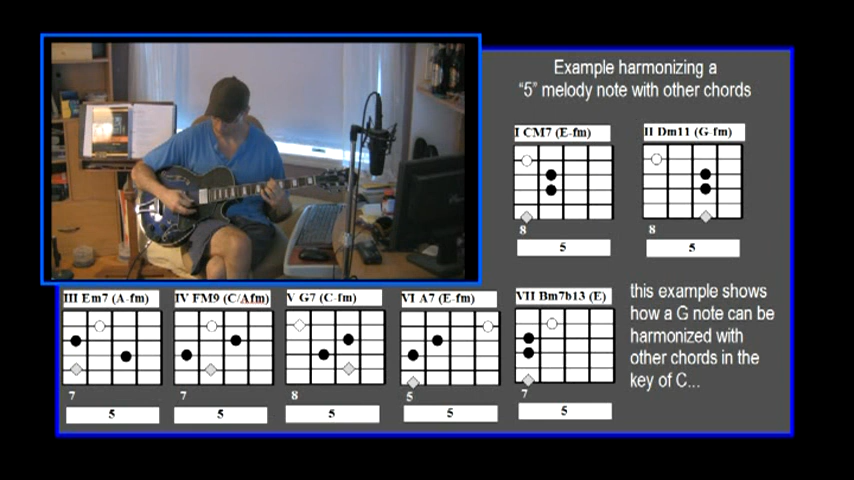 Example harmonizing a
“5” melody note with other chords
I CM7 (E-fm)
II Dm11 (G-fm)
8
8
5
5
III Em7 (A-fm)
IV FM9 (C/Afm)
V G7 (C-fm)
VI A7 (E-fm)
VII Bm7b13 (E)
7
7
8
5
7
5
5
5
5
5
this example shows
how a G note can be
harmonized with
other chords in the
key of C...